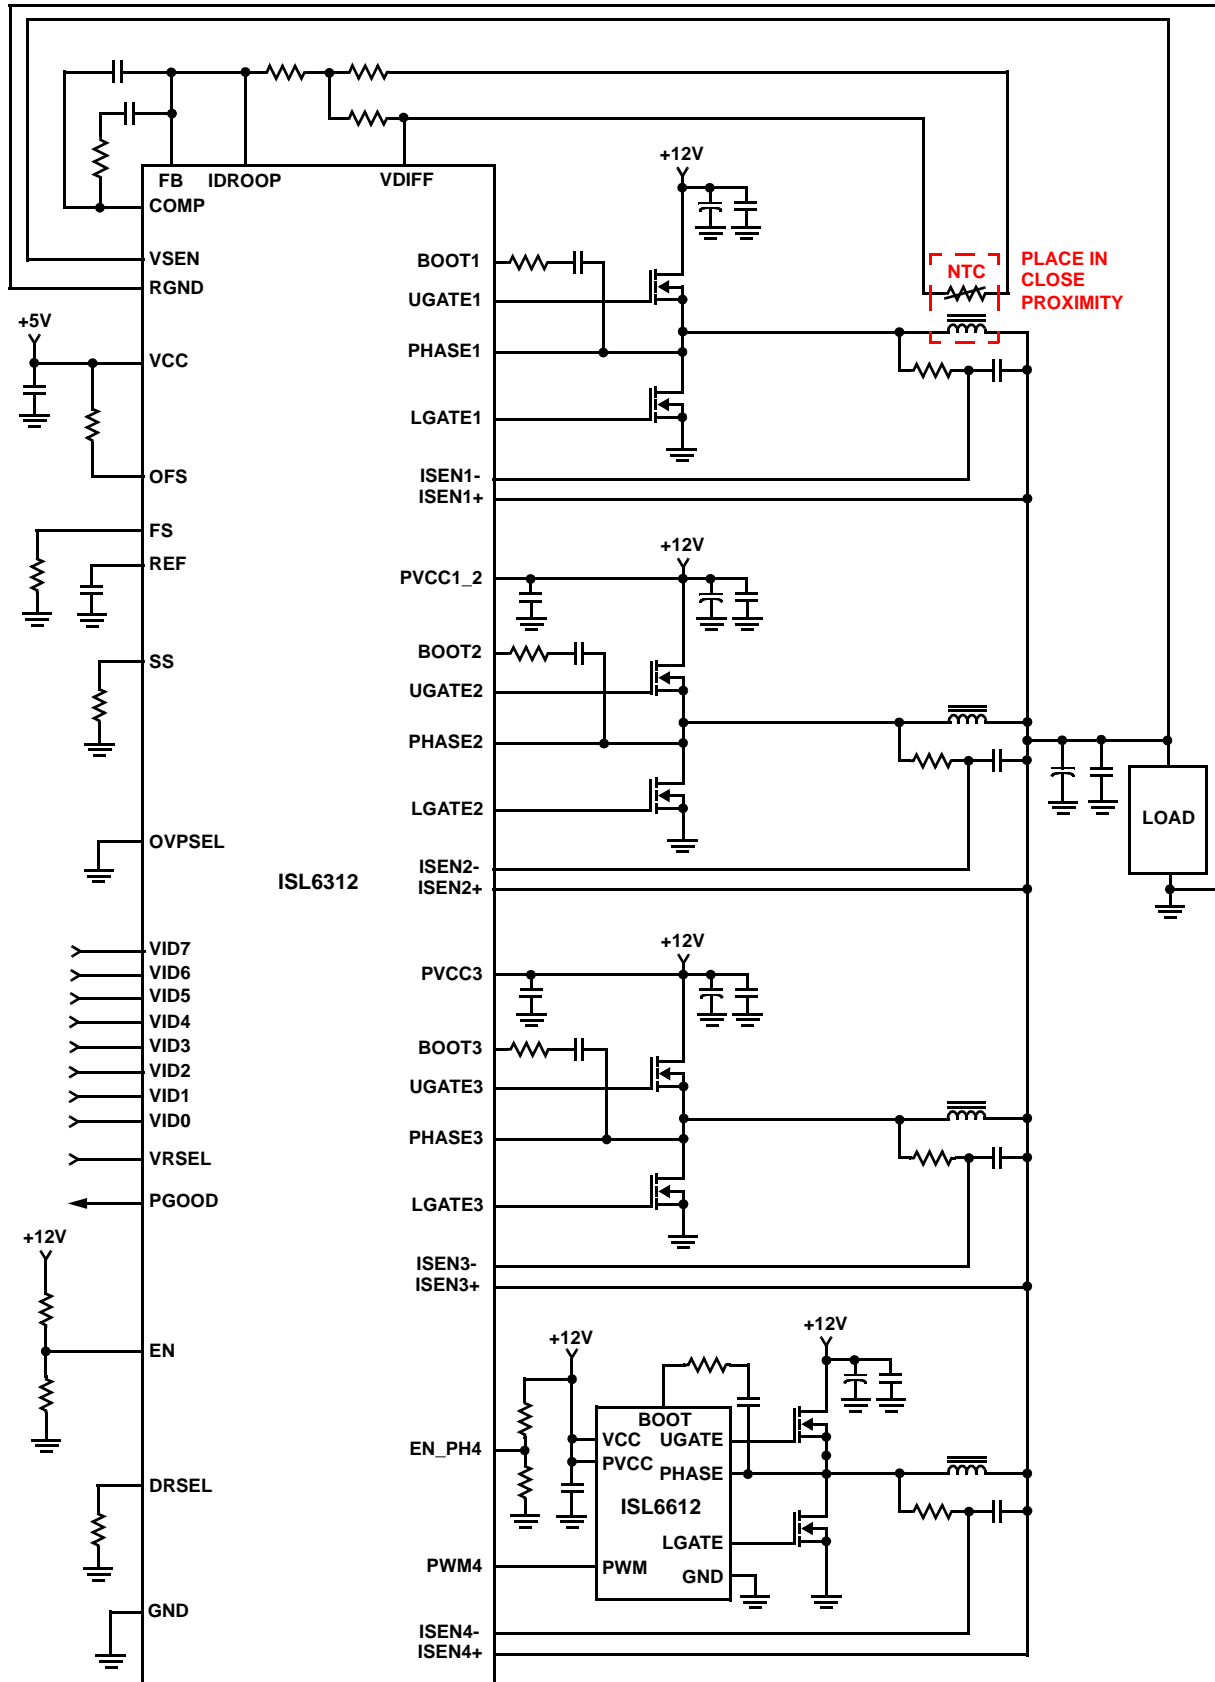 FB
IDROOP
VDIFF
COMP
VSEN
RGND
+5V
VCC
OFS
FS
REF
SS
OVPSEL
ISL6312
VID7
VID6
VID5
VID4
VID3
VID2
VID1
VID0
VRSEL
PGOOD
+12V
EN
DRSEL
GND
+12V
BOOT1
UGATE1
PHASE1
LGATE1
ISEN1-
ISEN1+
NTC
PLACE IN
CLOSE
PROXIMITY
+12V
PVCC1_2
BOOT2
UGATE2
PHASE2
LGATE2
ISEN2-
ISEN2+
LOAD
+12V
PVCC3
BOOT3
UGATE3
PHASE3
LGATE3
ISEN3-
ISEN3+
+12V
+12V
EN_PH4
PWM4
BOOT
VCC
UGATE
PVCC
PHASE
ISL6612
LGATE
PWM
GND
ISEN4-
ISEN4+